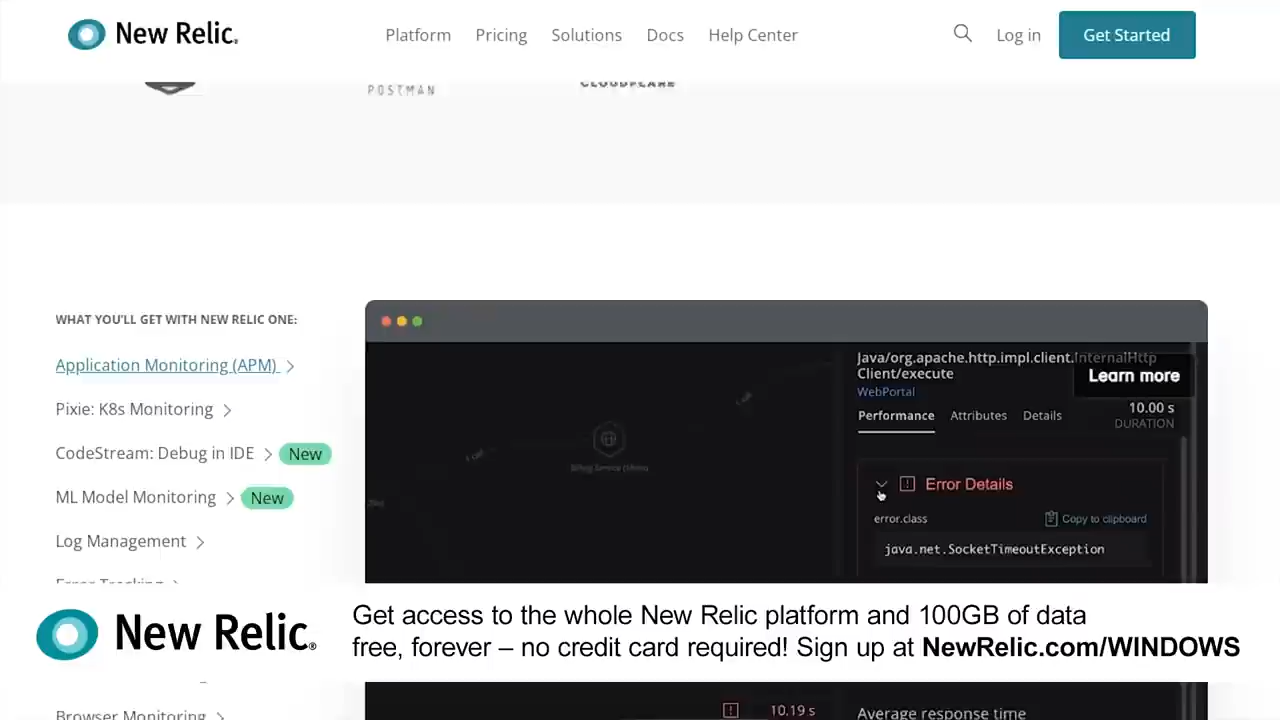 New Relic.
Platform
Pricing
Solutions
Docs
Help Center
Log in
Get Started
POSTMAN
CLOUDFLARE
WHAT YOU'LL GET WITH NEW RELIC ONE:
Application Monitoring (APM)
Pixie: K8s Monitoring
CodeStream: Debug in IDE
New
ML Model Monitoring
New
Log Management
Error Tracking
Browser Monitoring
Java/org.apache.http.impl.client.InternalHttp
Client/execute
Learn more
WebPortal
10.00 s
DURATION
Performance
Attributes
Details
Error Details
error.class
Copy to clipboard
java.net.SocketTimeoutException
10.19 s
Average response time
New Relic®
Get access to the whole New Relic platform and 100GB of data
free, forever – no credit card required! Sign up at NewRelic.com/WINDOWS